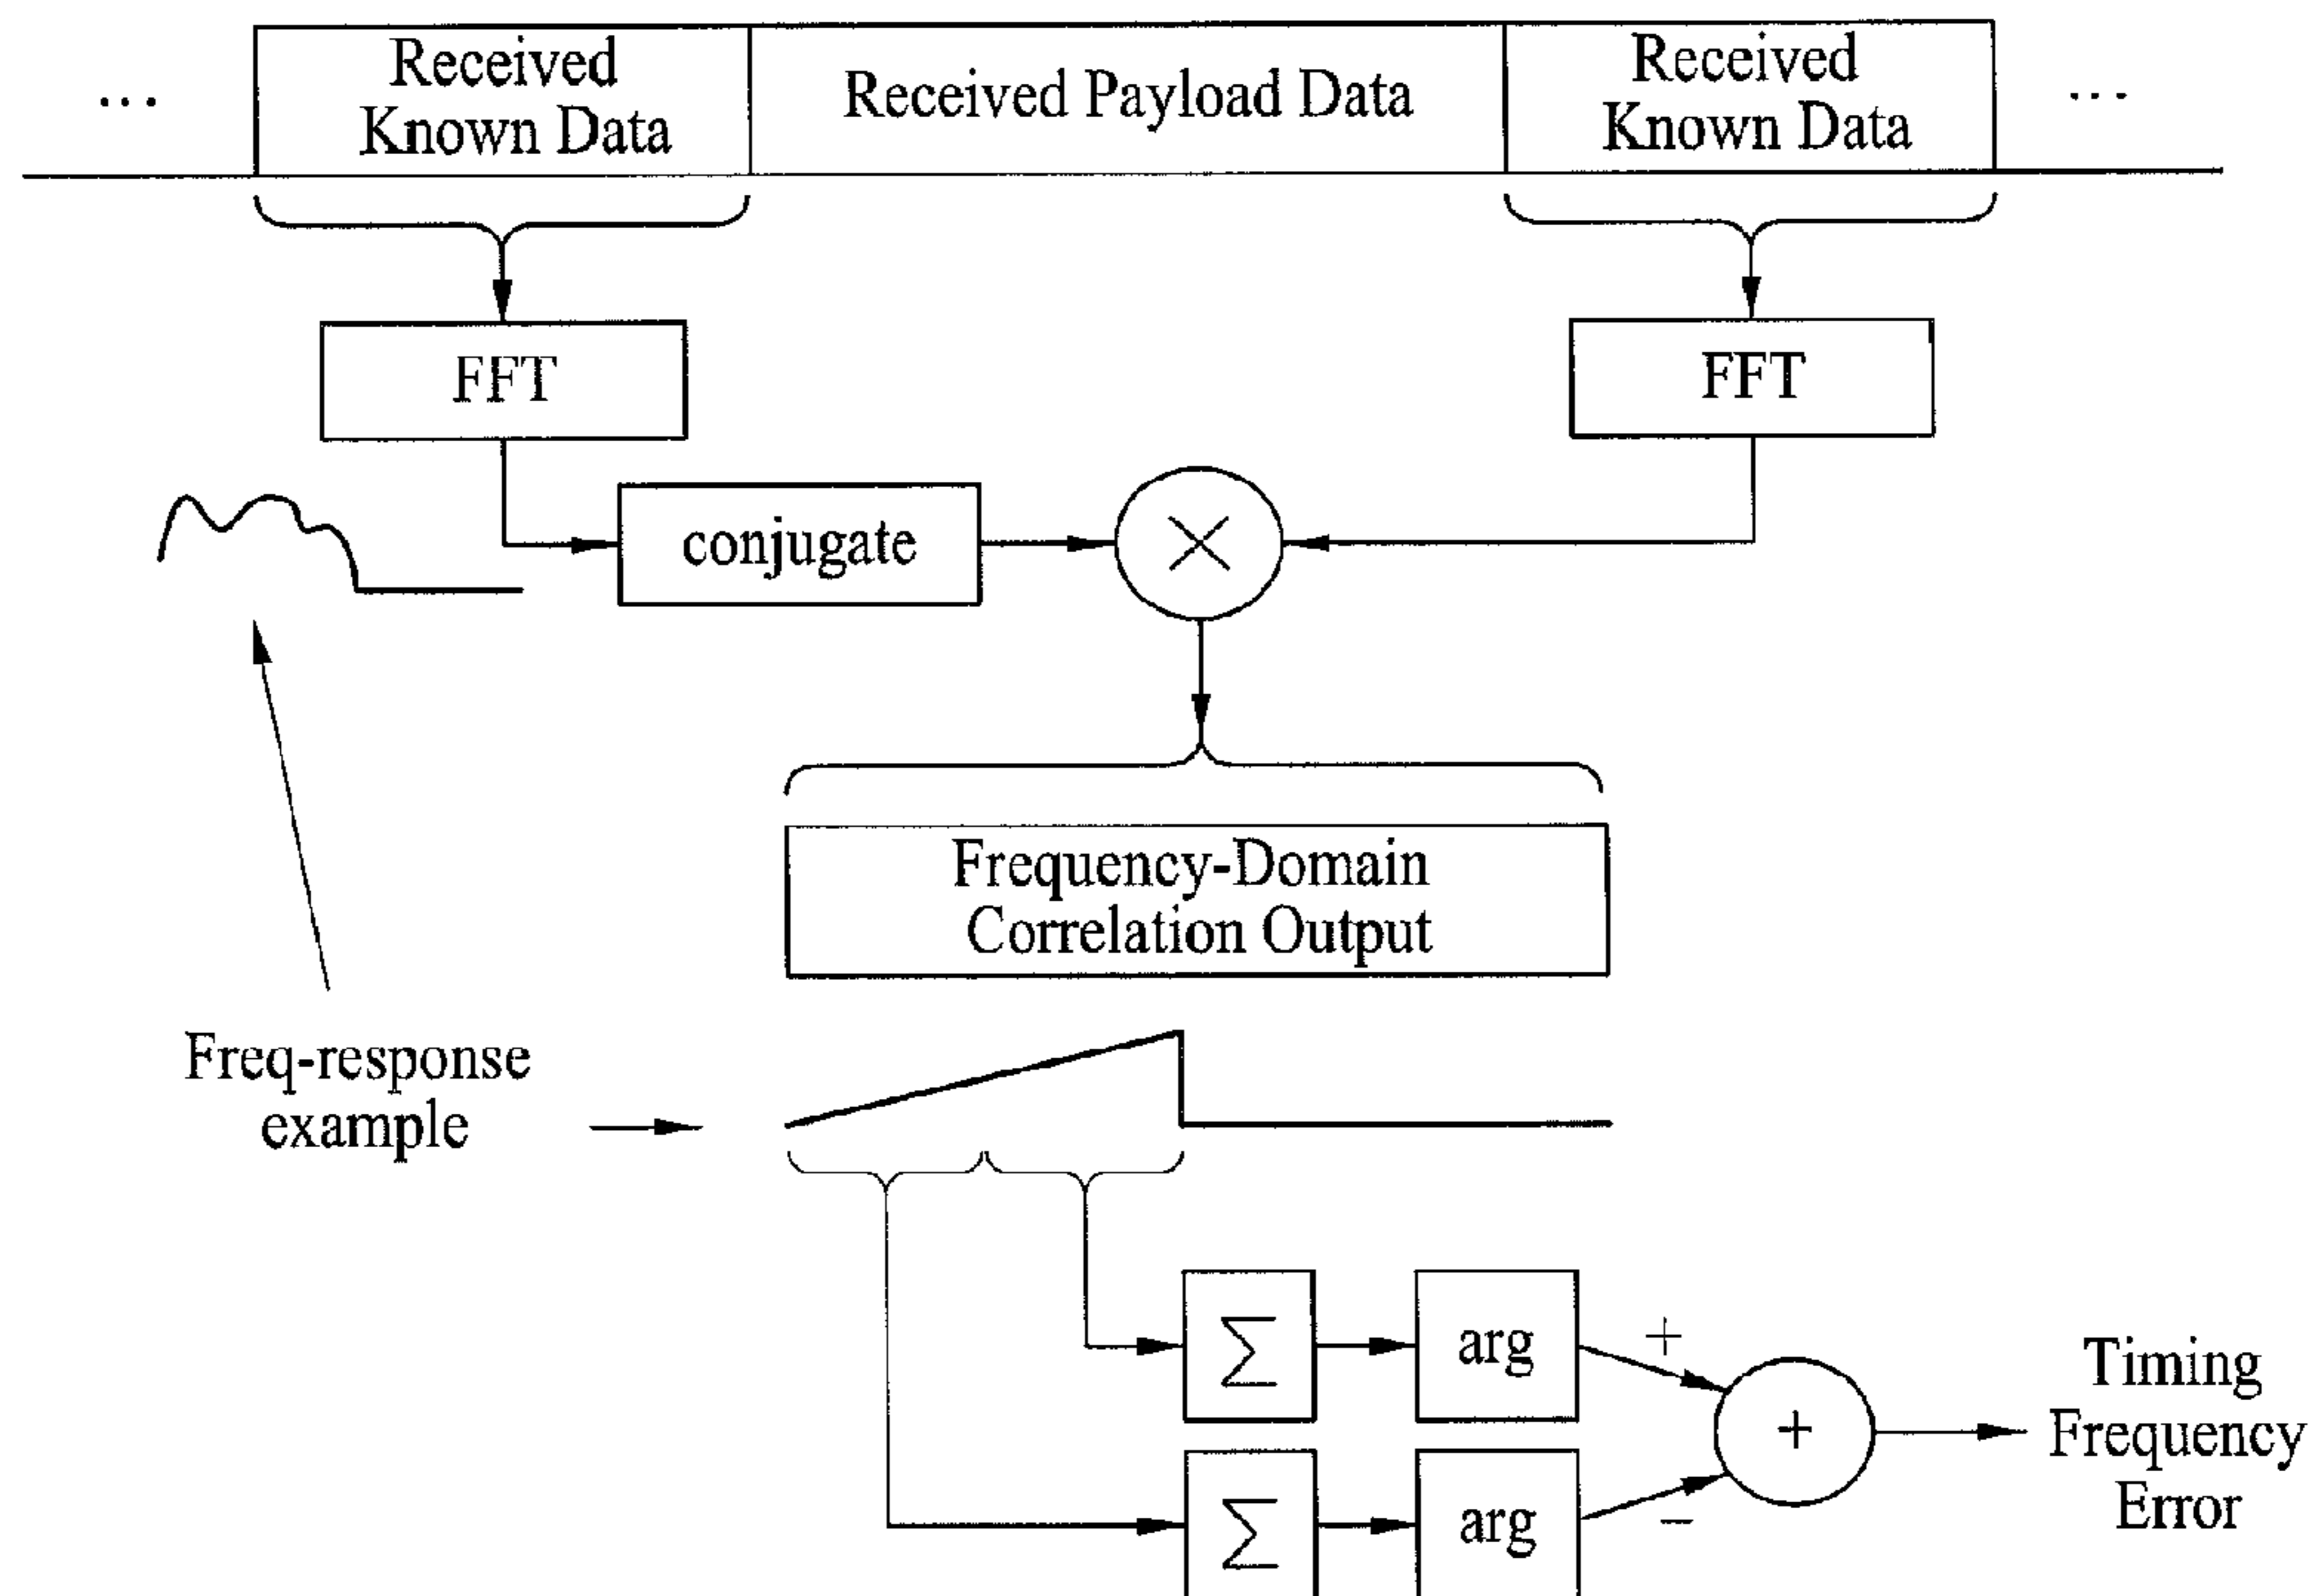 ...
Received
Known Data
Received Payload Data
Received
Known Data
...
FFT
FFT
conjugate
×
Frequency-Domain
Correlation Output
Freq-response
example
Σ
arg
+
Σ
arg
−
+
Timing
Frequency
Error